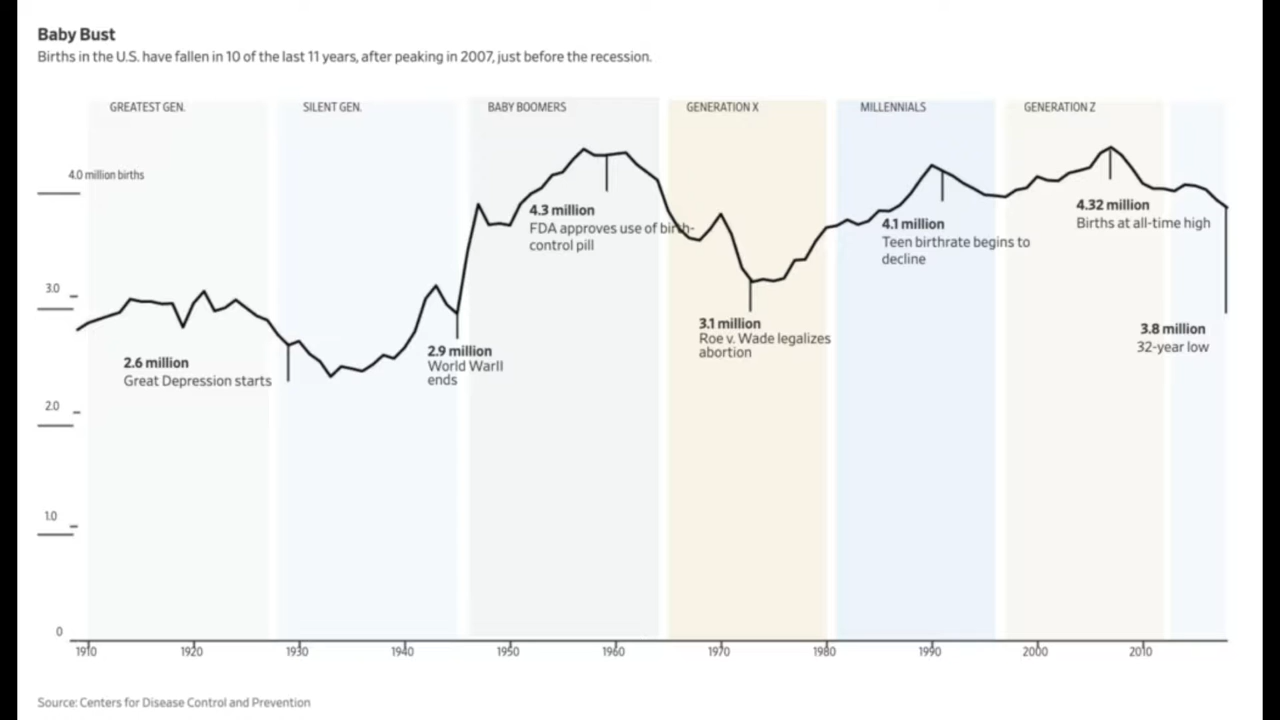 Baby Bust
Births in the U.S. have fallen in 10 of the last 11 years, after peaking in 2007, just before the recession.
GREATEST GEN.
SILENT GEN.
BABY BOOMERS
GENERATION X
MILLENNIALS
GENERATION Z
4.0 million births
3.0
2.0
1.0
0
2.6 million
Great Depression starts
2.9 million
World WarII
ends
4.3 million
FDA approves use of birth-
control pill
3.1 million
Roe v. Wade legalizes
abortion
4.1 million
Teen birthrate begins to
decline
4.32 million
Births at all-time high
3.8 million
32-year low
1910
1920
1930
1940
1950
1960
1970
1980
1990
2000
2010
Source: Centers for Disease Control and Prevention